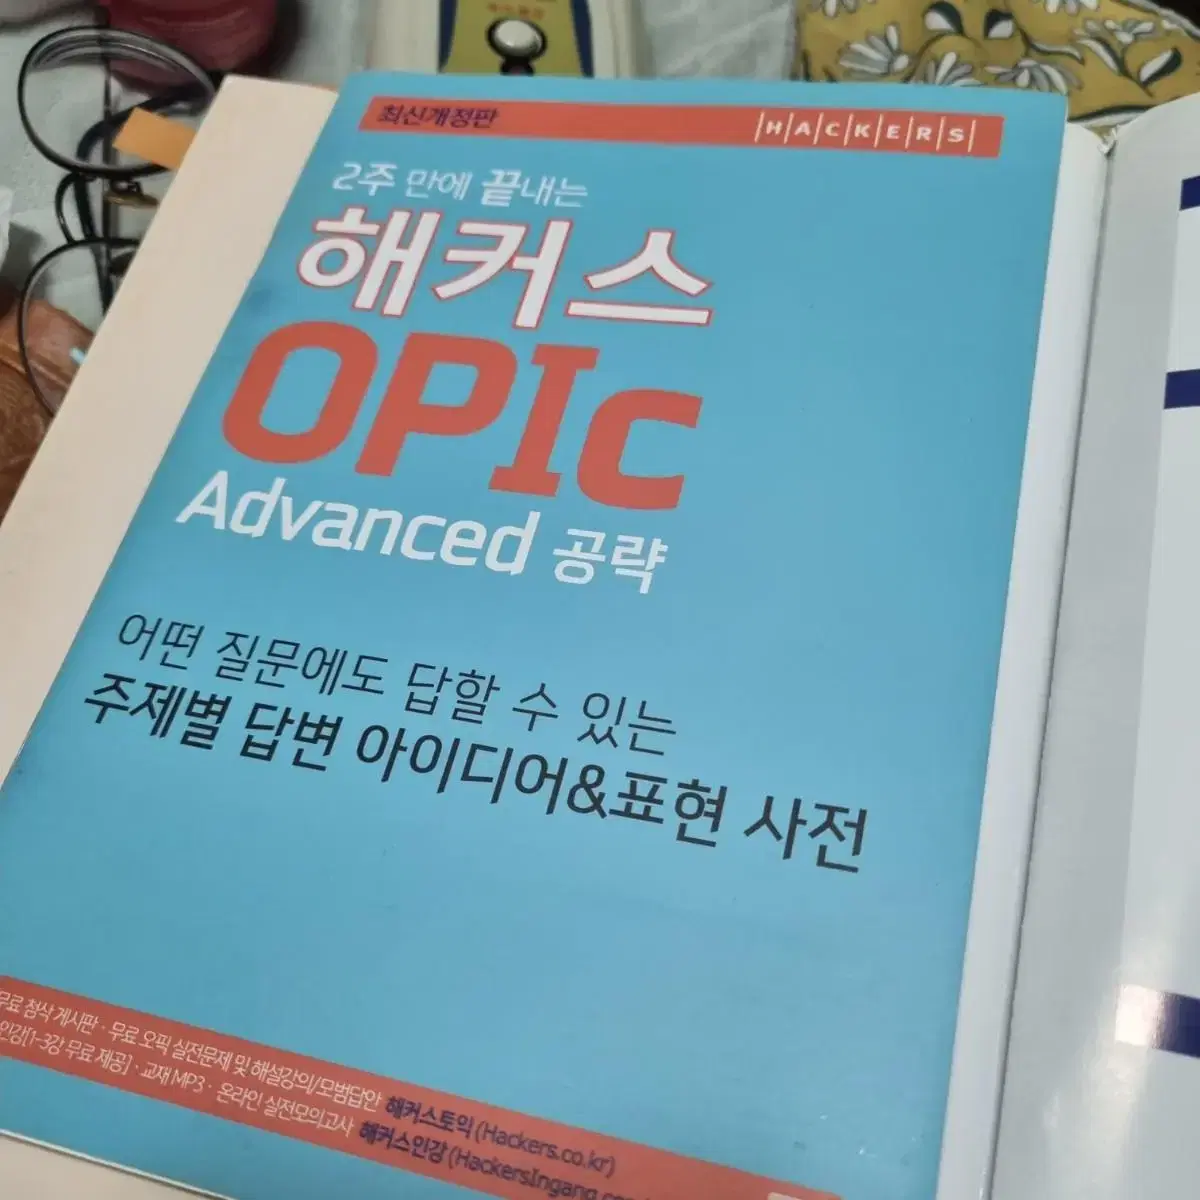 최신개정판
HACKERS
2주 만에 끝내는
해커스
OPIc
Advanced 공략
어떤 질문에도 답할 수 있는
주제별 답변 아이디어&표현 사전
무료 첨삭 게시판 · 무료 오픽 실전문제 및 해설강의/모범답안 해커스토익(Hackers.co.kr)
인강[1-3강 무료 제공] · 교재 MP3 · 온라인 실전모의고사 해커스인강(HackersIngang.co